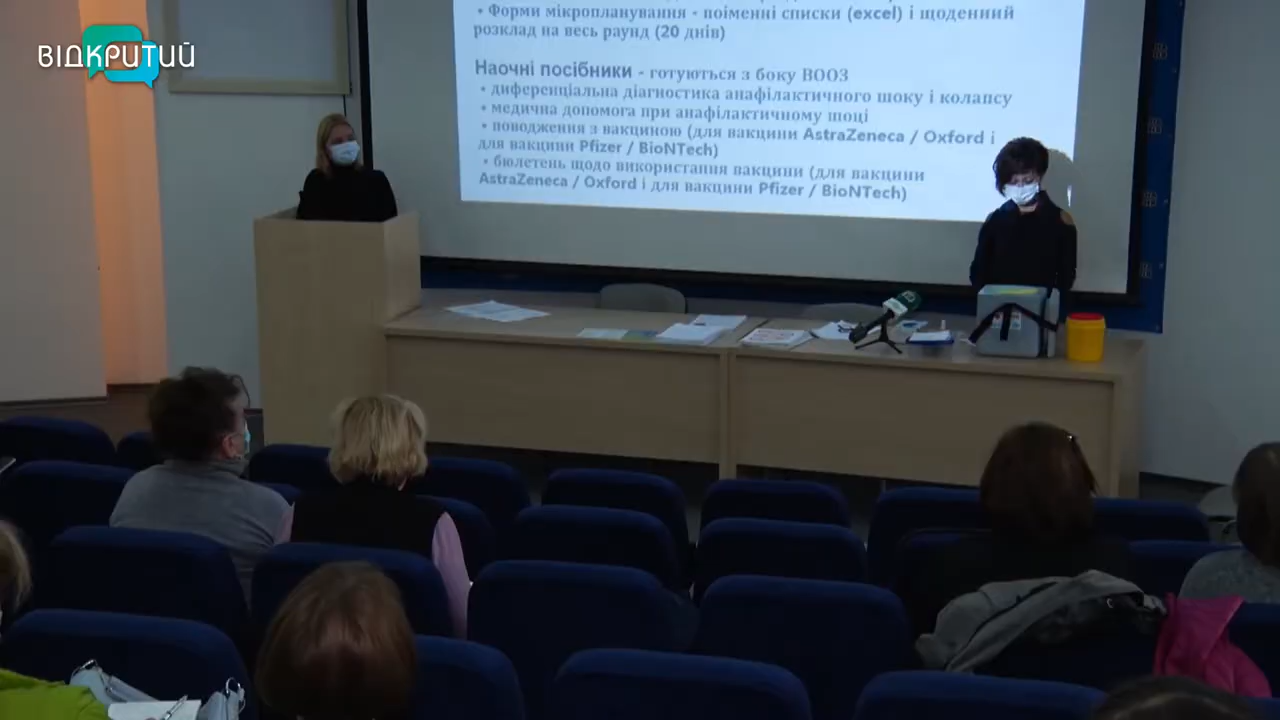 ВІДКРИТИЙ
• Форми мікропланування - поіменні списки (excel) і щоденний
розклад на весь раунд (20 днів)
Наочні посібники - готуються з боку ВООЗ
• диференціальна діагностика анафілактичного шоку і колапсу
• медична допомога при анафілактичному шоці
• поводження з вакциною (для вакцини AstraZeneca / Oxford і
для вакцини Pfizer / BioNTech)
• бюлетень щодо використання вакцини (для вакцини
AstraZeneca / Oxford і для вакцини Pfizer / BioNTech)